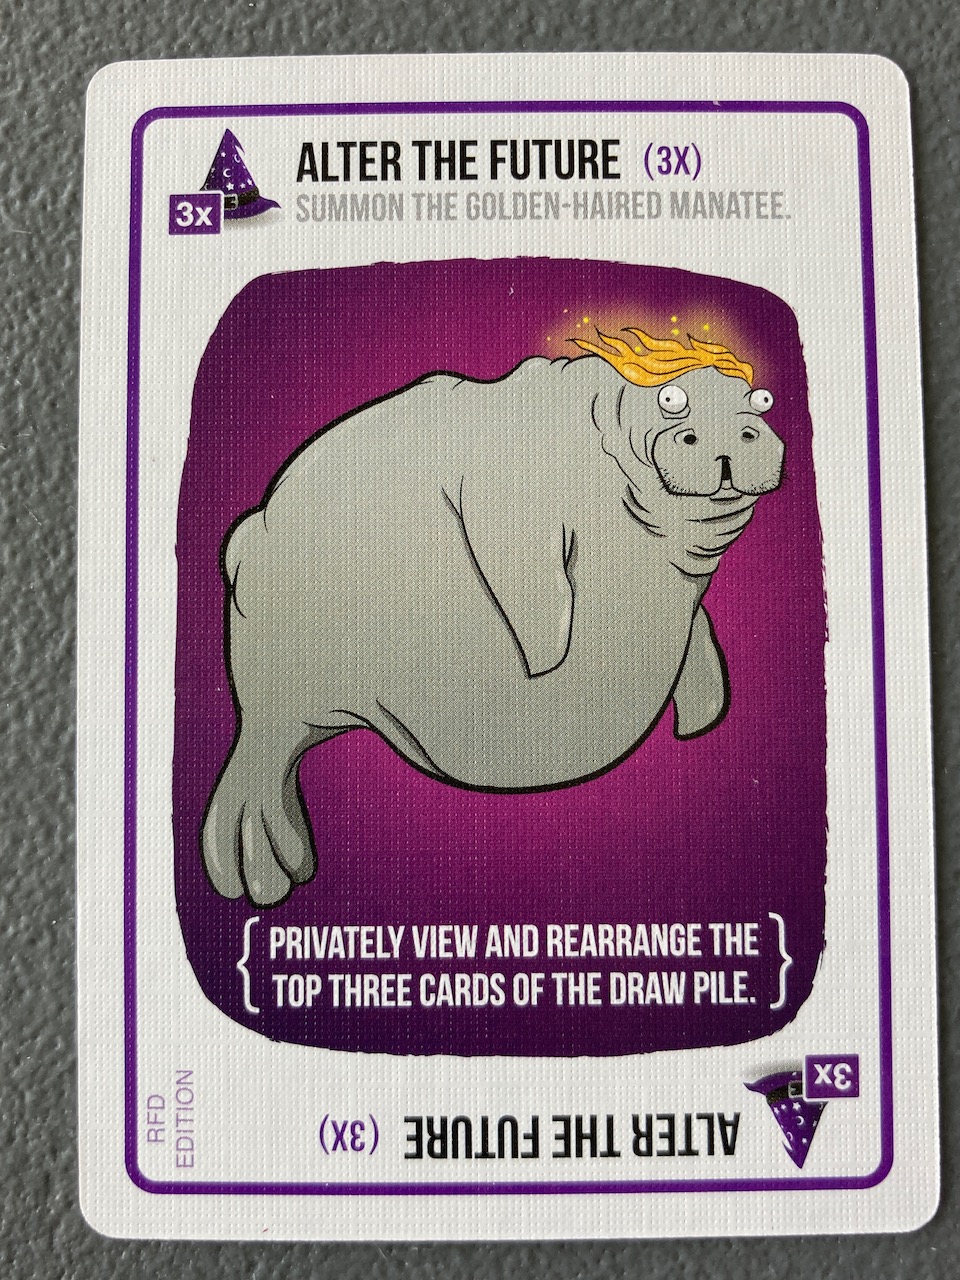 ALTER THE FUTURE (3X)
3x
SUMMON THE GOLDEN-HAIRED MANATEE.
{PRIVATELY VIEW AND REARRANGE THE
TOP THREE CARDS OF THE DRAW PILE.}
RFD
EDITION
3x
ALTER THE FUTURE (3X)